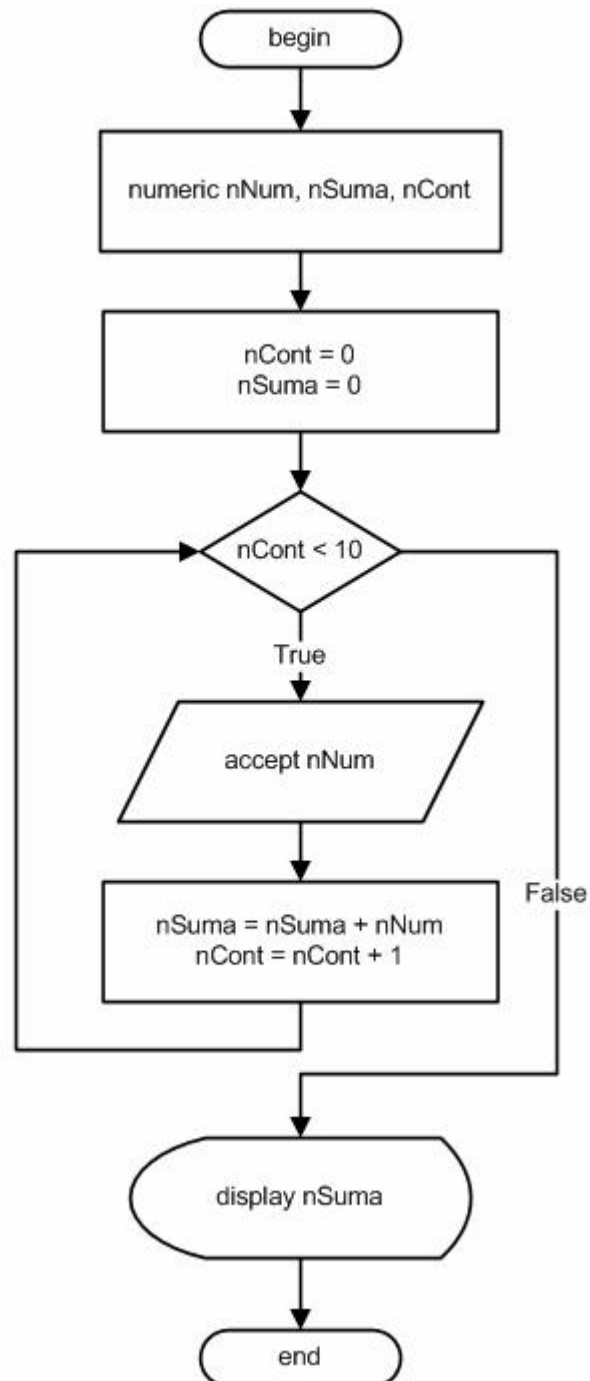 begin
numeric nNum, nSuma, nCont
nCont = 0
nSuma = 0
nCont < 10
True
accept nNum
nSuma = nSuma + nNum
nCont = nCont + 1
False
display nSuma
end